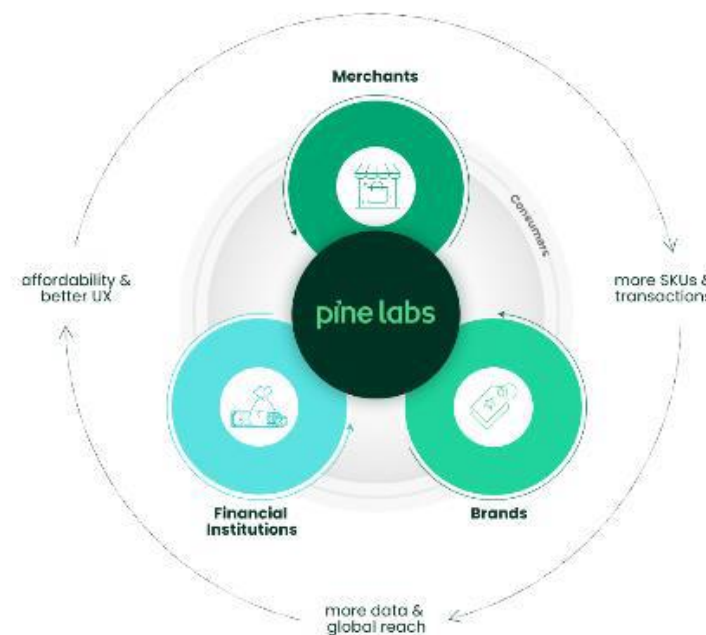 Merchants
Consumers
affordability &
better UX
more SKUs &
transactions
pine labs
Financial
Institutions
Brands
more data &
global reach